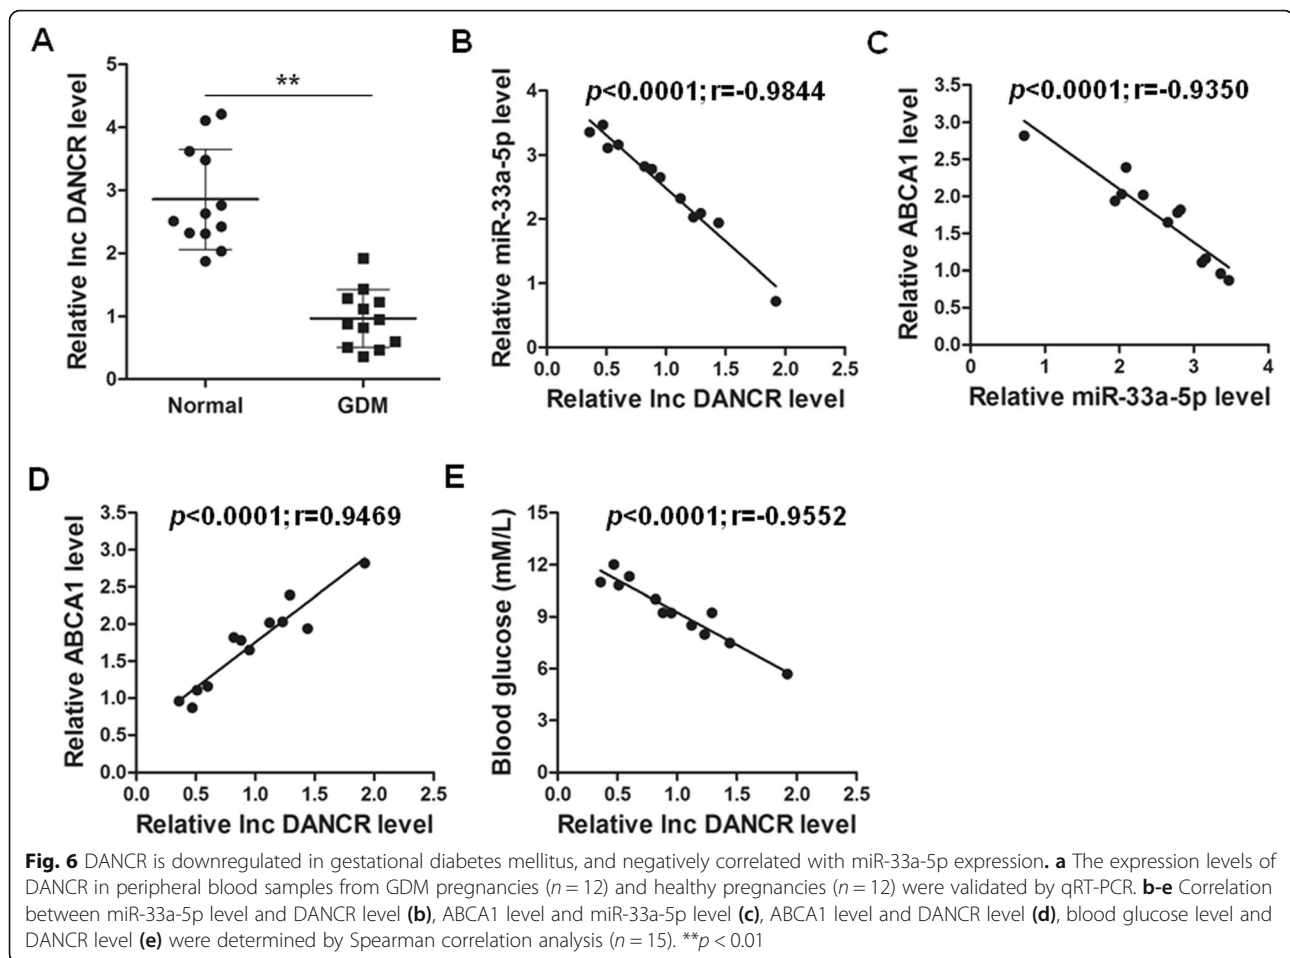 A
Relative lnc DANCR level
5
4
3
2
1
0
**
Normal GDM
B
p<0.0001; r=-0.9844
Relative miR-33a-5p level
4
3
2
1
0
0.0 0.5 1.0 1.5 2.0 2.5
Relative lnc DANCR level
C
p<0.0001; r=-0.9350
Relative ABCA1 level
3.5
3.0
2.5
2.0
1.5
1.0
0.5
0.0
0 1 2 3 4
Relative miR-33a-5p level
D
p<0.0001; r=0.9469
Relative ABCA1 level
3.5
3.0
2.5
2.0
1.5
1.0
0.5
0.0
0.0 0.5 1.0 1.5 2.0 2.5
Relative lnc DANCR level
E
p<0.0001; r=-0.9552
Blood glucose (mM/L)
15
12
9
6
3
0
0.0 0.5 1.0 1.5 2.0 2.5
Relative lnc DANCR level
Fig. 6 DANCR is downregulated in gestational diabetes mellitus, and negatively correlated with miR-33a-5p expression. a The expression levels of
DANCR in peripheral blood samples from GDM pregnancies (n = 12) and healthy pregnancies (n = 12) were validated by qRT-PCR. b-e Correlation
between miR-33a-5p level and DANCR level (b), ABCA1 level and miR-33a-5p level (c), ABCA1 level and DANCR level (d), blood glucose level and
DANCR level (e) were determined by Spearman correlation analysis (n = 15). **p < 0.01